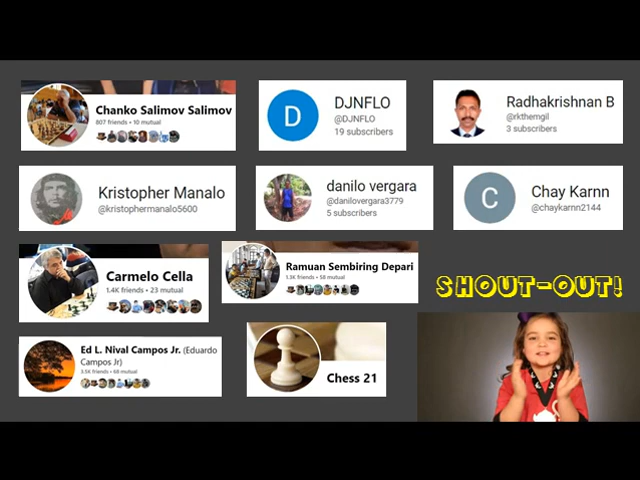 Chanko Salimov Salimov
807 friends • 10 mutual
D
DJNFLO
@DJNFLO
19 subscribers
Radhakrishnan B
@rkthemgil
3 subscribers
Kristopher Manalo
@kristophermanalo5600
danilo vergara
@danilovergara3779
5 subscribers
C
Chay Karnn
@chaykarnn2144
Carmelo Cella
1.4K friends • 23 mutual
Ramuan Sembiring Depari
1.3K friends • 58 mutual
SHOUT-OUT!
Ed L. Nival Campos Jr. (Eduardo
Campos Jr)
3.5K friends • 68 mutual
Chess 21